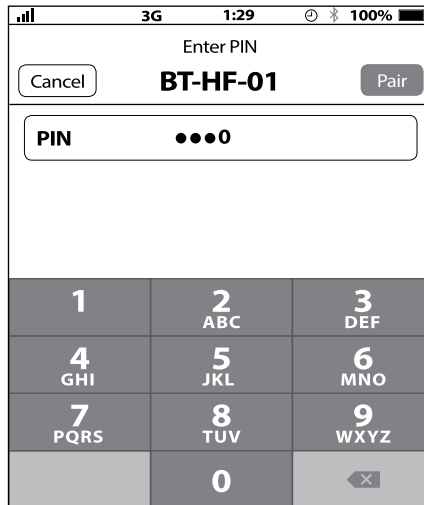 3G 1:29 100%
Enter PIN
Cancel BT-HF-01 Pair
PIN ●●●0
1 2 3
ABC DEF
4 5 6
GHI JKL MNO
7 8 9
PQRS TUV WXYZ
0